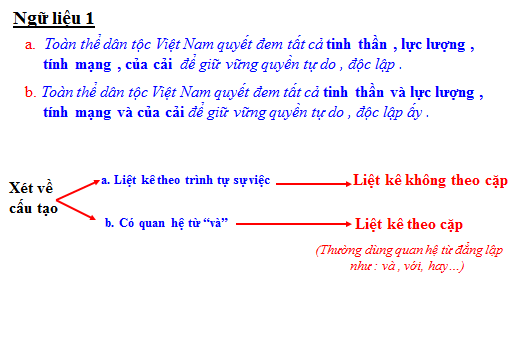 Ngữ liệu 1
a. Toàn thể dân tộc Việt Nam quyết đem tất cả tinh thần , lực lượng ,
tính mạng , của cải để giữ vững quyền tự do , độc lập .
b. Toàn thể dân tộc Việt Nam quyết đem tất cả tinh thần và lực lượng ,
tính mạng và của cải để giữ vững quyền tự do , độc lập ấy .
Xét về
cấu tạo
a. Liệt kê theo trình tự sự việc
Liệt kê không theo cặp
b. Có quan hệ từ “và”
Liệt kê theo cặp
(Thường dùng quan hệ từ đẳng lập
như : và , với, hay…)